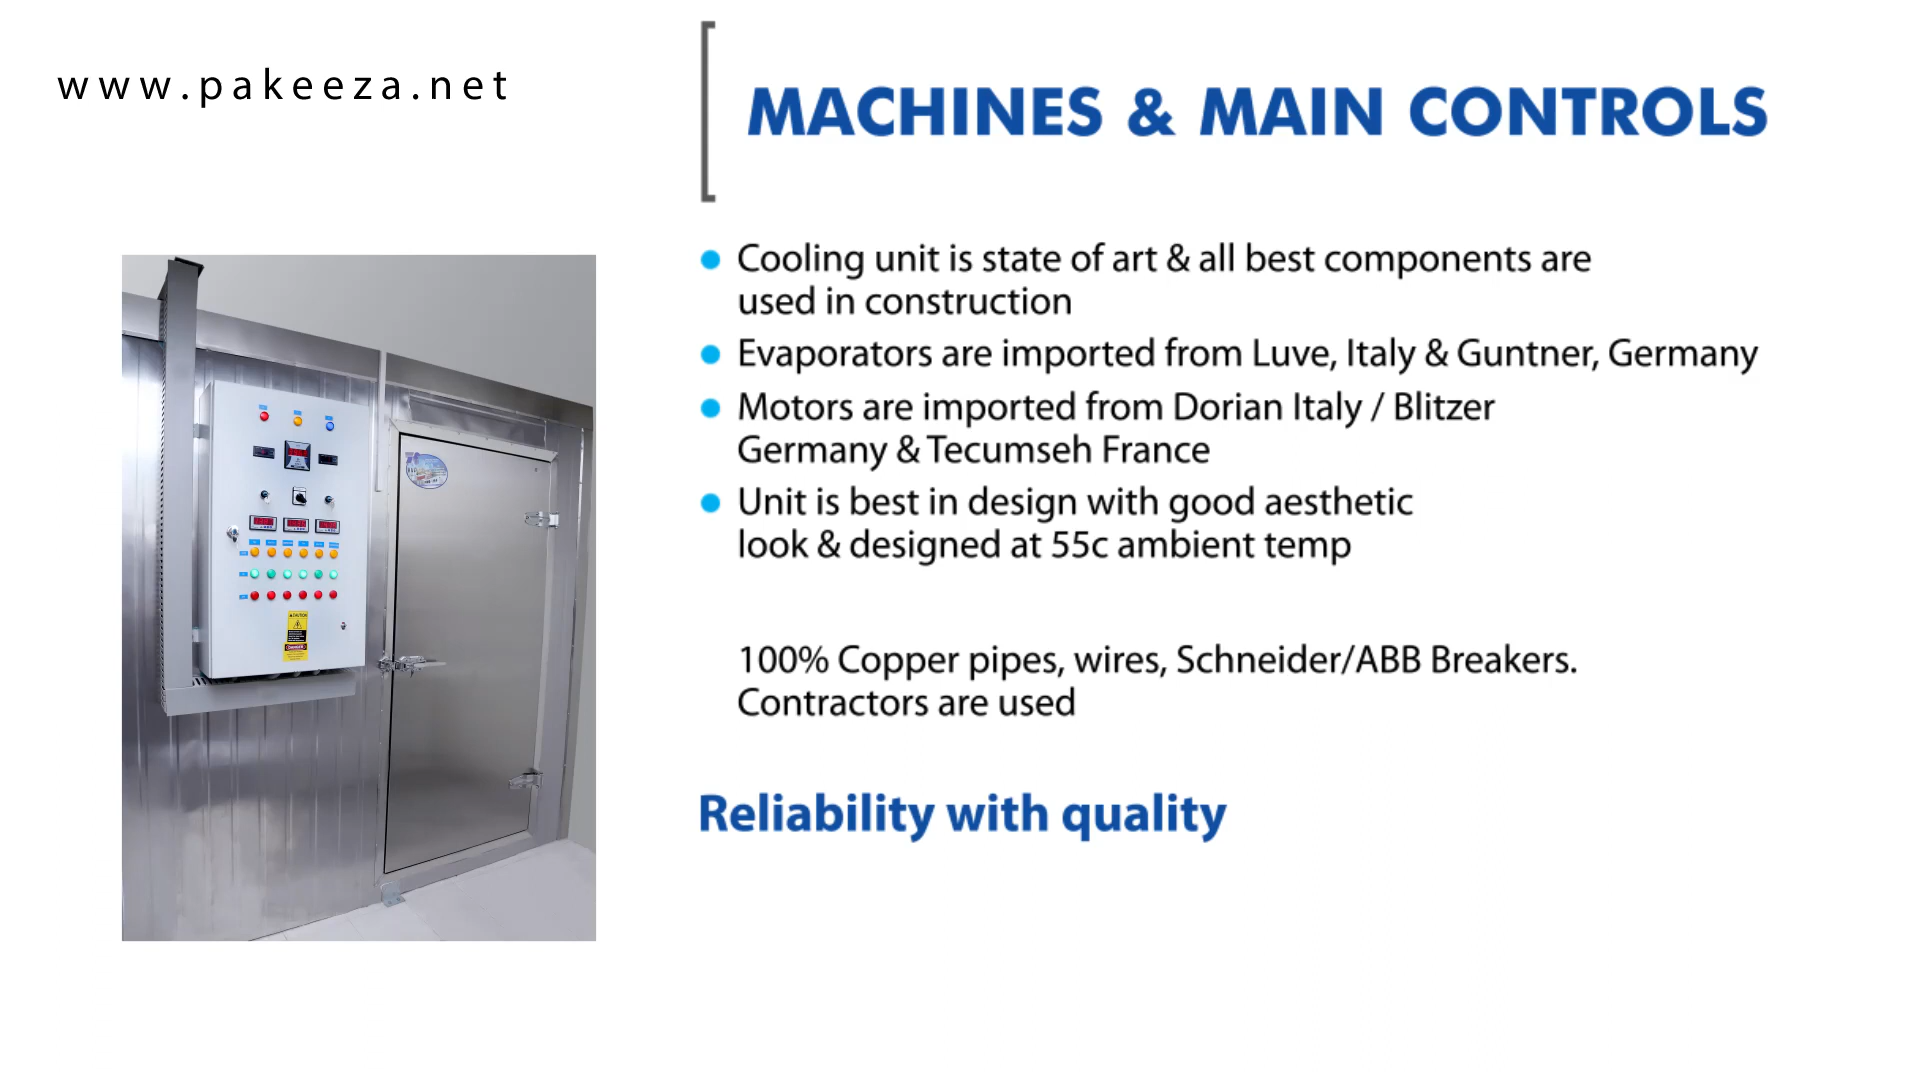 www.pakeeza.net
MACHINES & MAIN CONTROLS
Cooling unit is state of art & all best components are
used in construction
Evaporators are imported from Luve, Italy & Guntner, Germany
Motors are imported from Dorian Italy / Blitzer
Germany & Tecumseh France
Unit is best in design with good aesthetic
look & designed at 55c ambient temp
100% Copper pipes, wires, Schneider/ABB Breakers.
Contractors are used
Reliability with quality